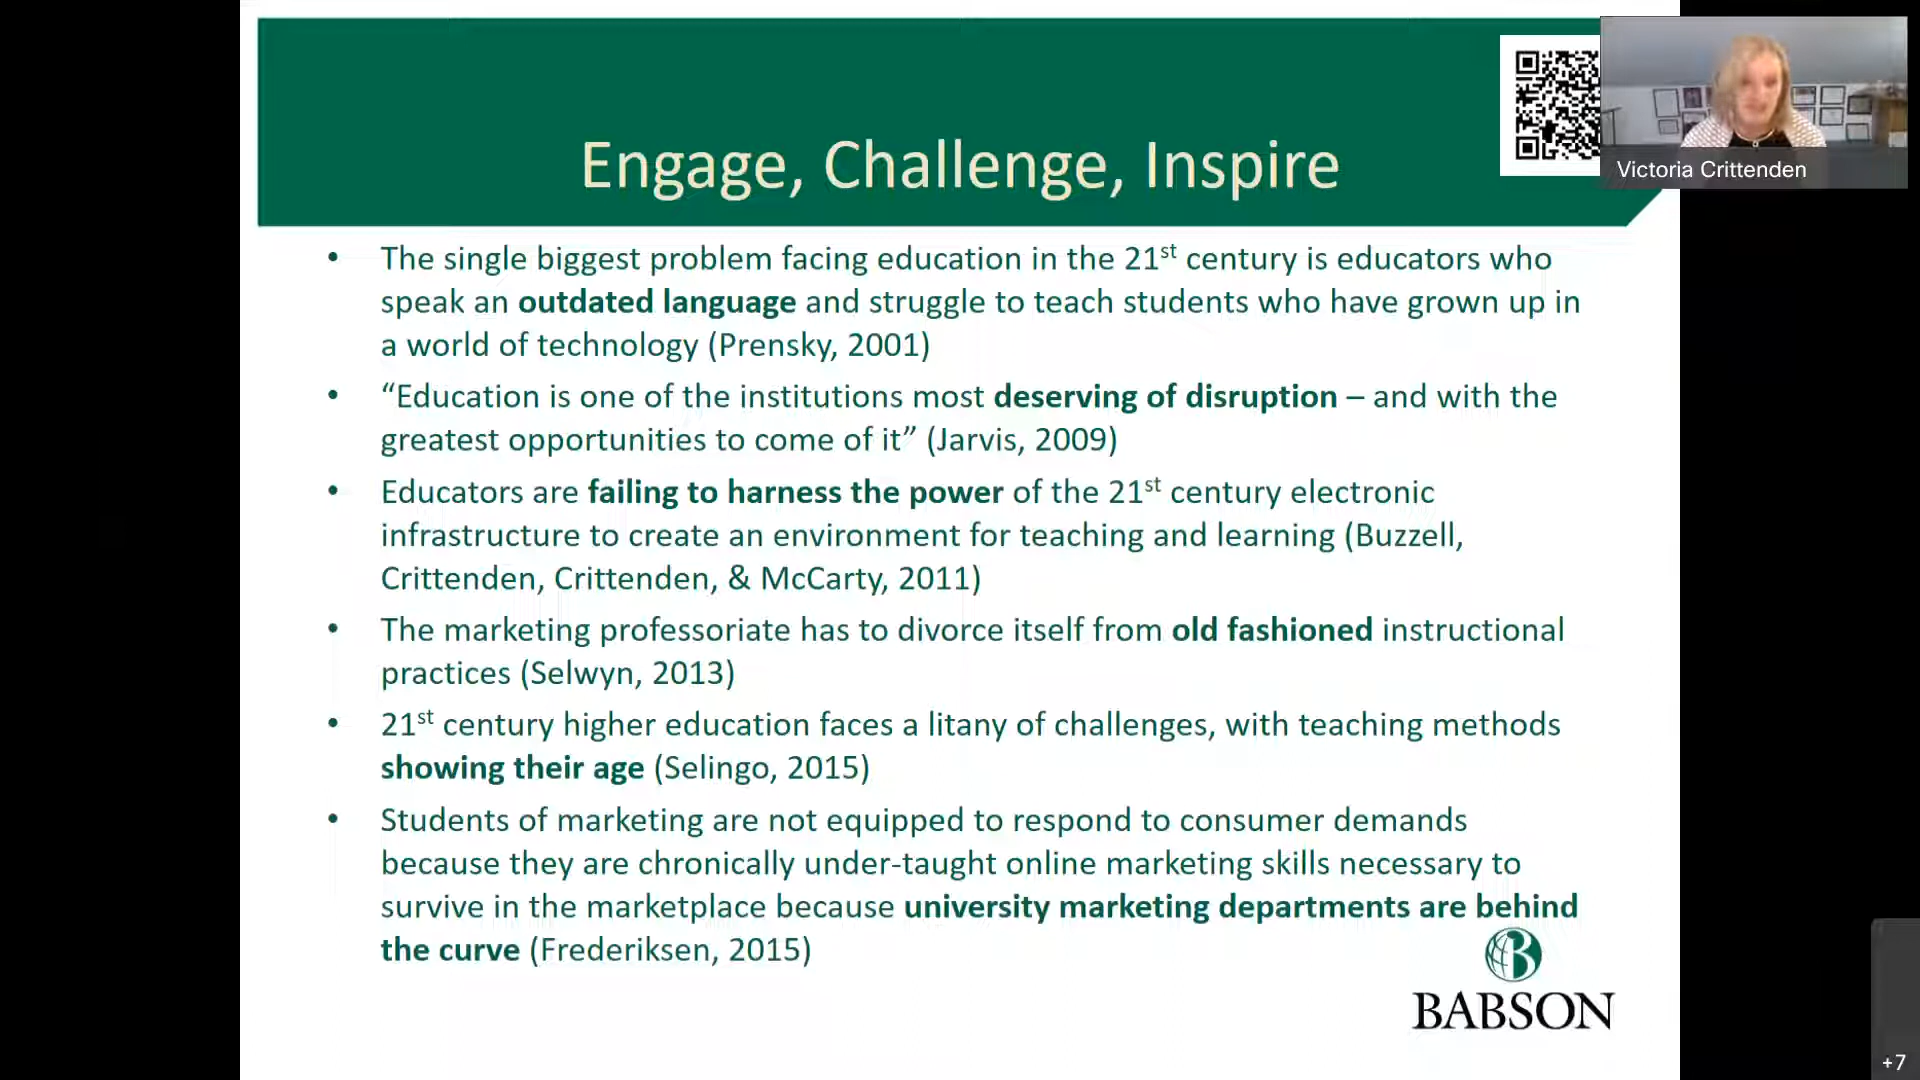 Engage, Challenge, Inspire
Victoria Crittenden
• The single biggest problem facing education in the 21st century is educators who
speak an outdated language and struggle to teach students who have grown up in
a world of technology (Prensky, 2001)
• “Education is one of the institutions most deserving of disruption – and with the
greatest opportunities to come of it” (Jarvis, 2009)
• Educators are failing to harness the power of the 21st century electronic
infrastructure to create an environment for teaching and learning (Buzzell,
Crittenden, Crittenden, & McCarty, 2011)
• The marketing professoriate has to divorce itself from old fashioned instructional
practices (Selwyn, 2013)
• 21st century higher education faces a litany of challenges, with teaching methods
showing their age (Selingo, 2015)
• Students of marketing are not equipped to respond to consumer demands
because they are chronically under-taught online marketing skills necessary to
survive in the marketplace because university marketing departments are behind
the curve (Frederiksen, 2015)
B
BABSON
+7